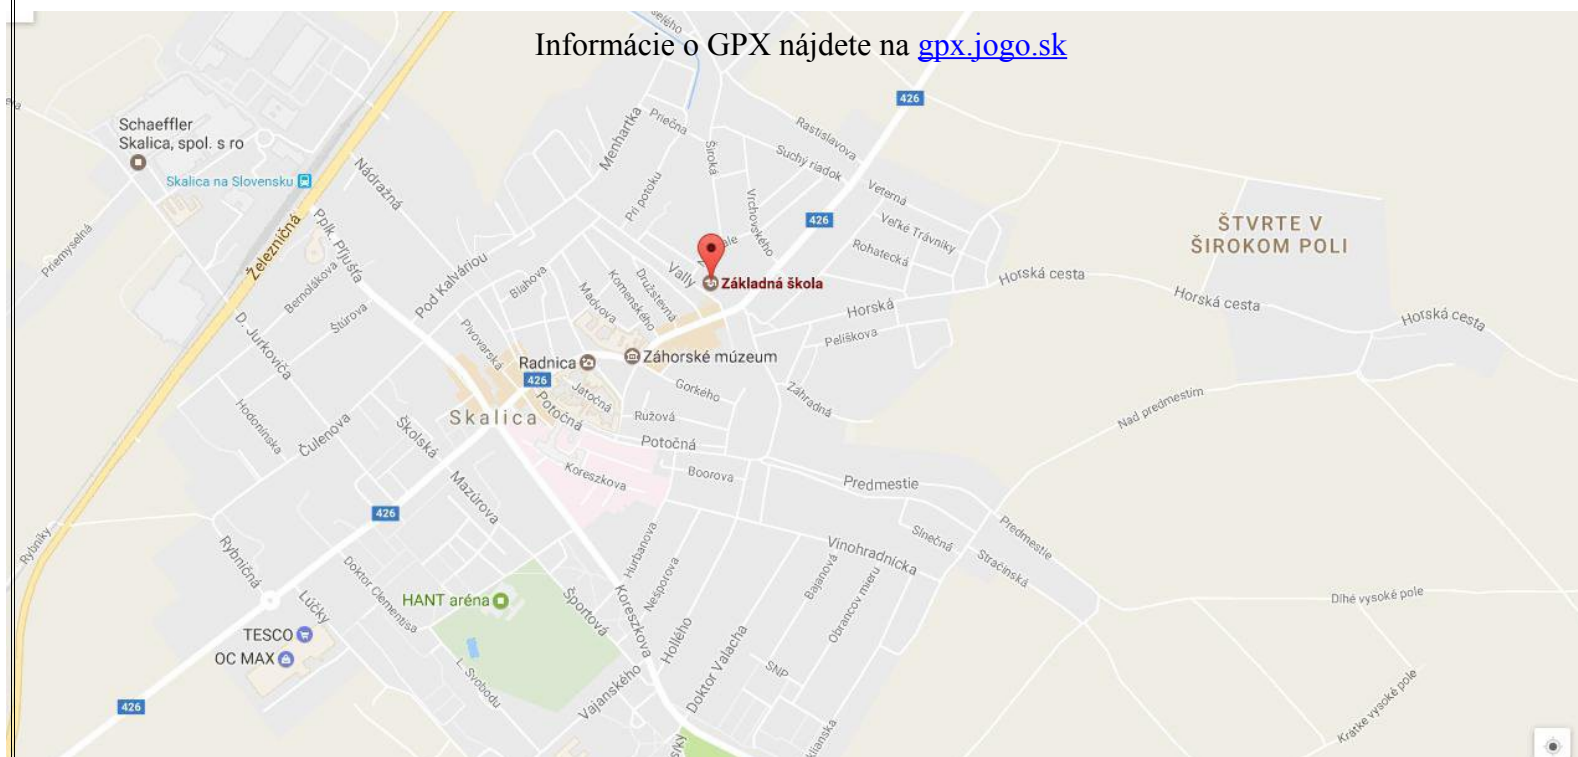 Informácie o GPX nájdete na gpx.jogo.sk
426
Schaeffler
Skalica, spol. s ro
Skalica na Slovensku
Priemyselná
Železničná
Nádražná
Pplk. Pľjušťa
Menhartka
Priečna
Široká
Rastislavova
Suchý riadok
Veterná
Veľké Trávniky
Rohatecká
Vrchovského
426
Pri potoku
ŠTVRTE V
ŠIROKOM POLI
Bernolákova
Štúrova
Pod Kalváriou
Blahova
Madvova
Komenského
Družstevná
Vally
Základná škola
Horská
Horská cesta
Horská cesta
Horská cesta
Pelíškova
D. Jurkoviča
Pivovarská
Radnica
Záhorské múzeum
426
Jatočná
Gorkého
Záhradná
Nad predmestím
Hodonínska
Čulenova
Školská
Skalica
Potočná
Ružová
Potočná
Koreszkova
Boorova
Predmestie
Mazúrova
426
Rybníky
Rybničná
Hurbanova
Nešporova
Vinohradnícka
Slnečná
Predmestie
Stračinská
Bajanová
Obrancov mieru
Dlhé vysoké pole
Doktor Clementisa
HANT aréna
Športová
Koreszkova
Hollého
Doktor Valacha
SNP
Lúčky
TESCO
OC MAX
L. Svobodu
Vajanského
426
Krátke vysoké pole